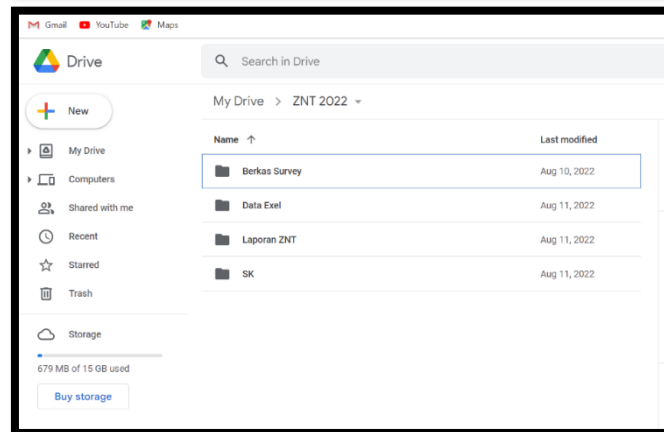 Gmail YouTube Maps
Drive
Search in Drive
New
My Drive > ZNT 2022
Name Last modified
My Drive
Computers
Shared with me
Recent
Starred
Trash
Storage
679 MB of 15 GB used
Buy storage
Berkas Survey Aug 10, 2022
Data Exel Aug 11, 2022
Laporan ZNT Aug 11, 2022
SK Aug 11, 2022